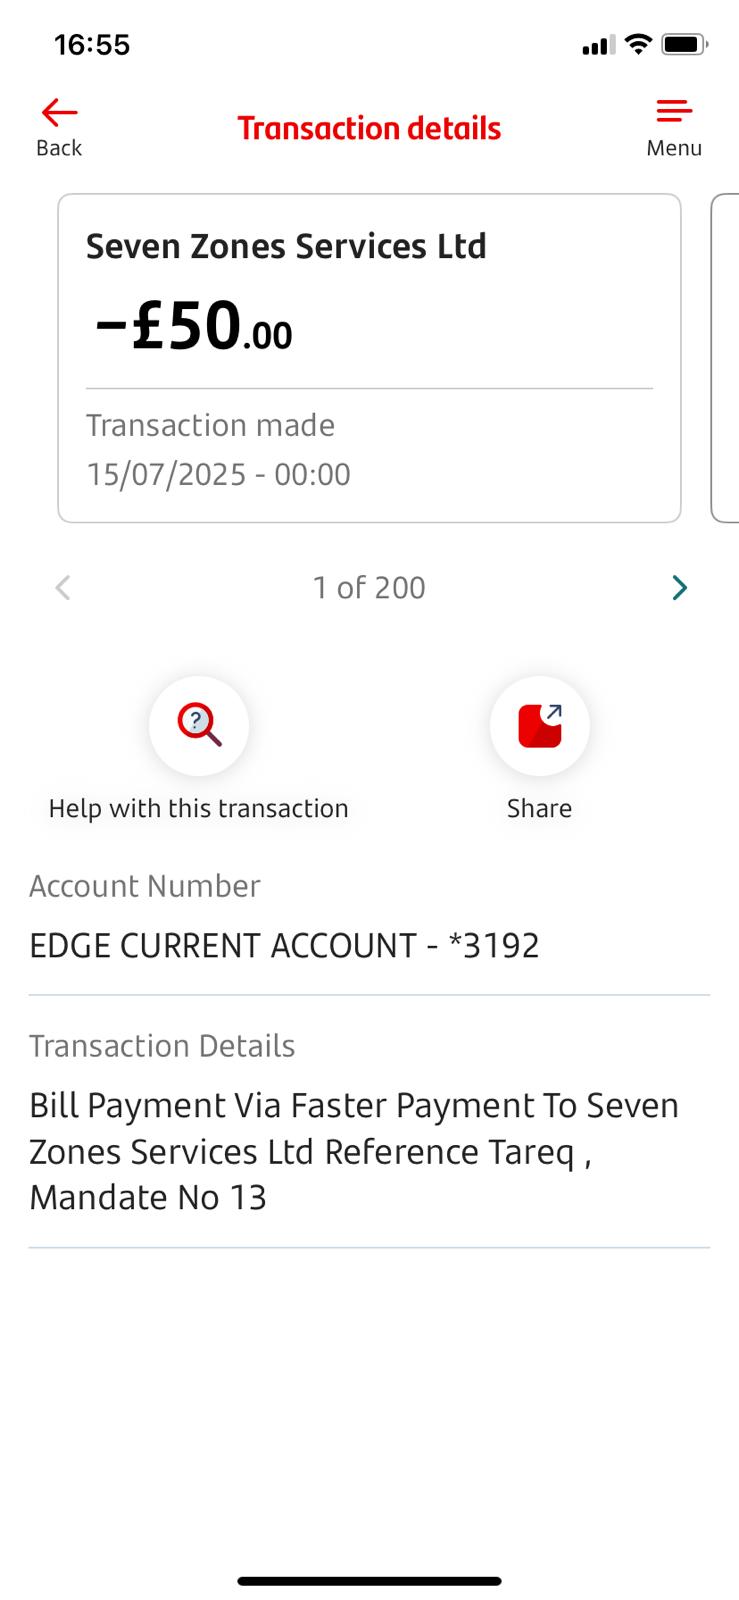 16:55
Back
Transaction details
Menu
Seven Zones Services Ltd
−£50.00
Transaction made
15/07/2025 - 00:00
1 of 200
?
Help with this transaction
Share
Account Number
EDGE CURRENT ACCOUNT - *3192
Transaction Details
Bill Payment Via Faster Payment To Seven
Zones Services Ltd Reference Tareq ,
Mandate No 13